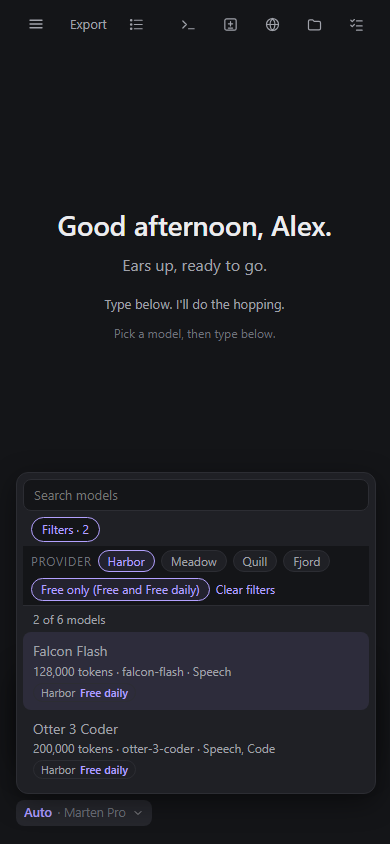 Export
Good afternoon, Alex.
Ears up, ready to go.
Type below. I'll do the hopping.
Pick a model, then type below.
Search models
Filters · 2
PROVIDER Harbor Meadow Quill Fjord
Free only (Free and Free daily) Clear filters
2 of 6 models
Falcon Flash
128,000 tokens · falcon-flash · Speech
Harbor Free daily
Otter 3 Coder
200,000 tokens · otter-3-coder · Speech, Code
Harbor Free daily
Auto · Marten Pro